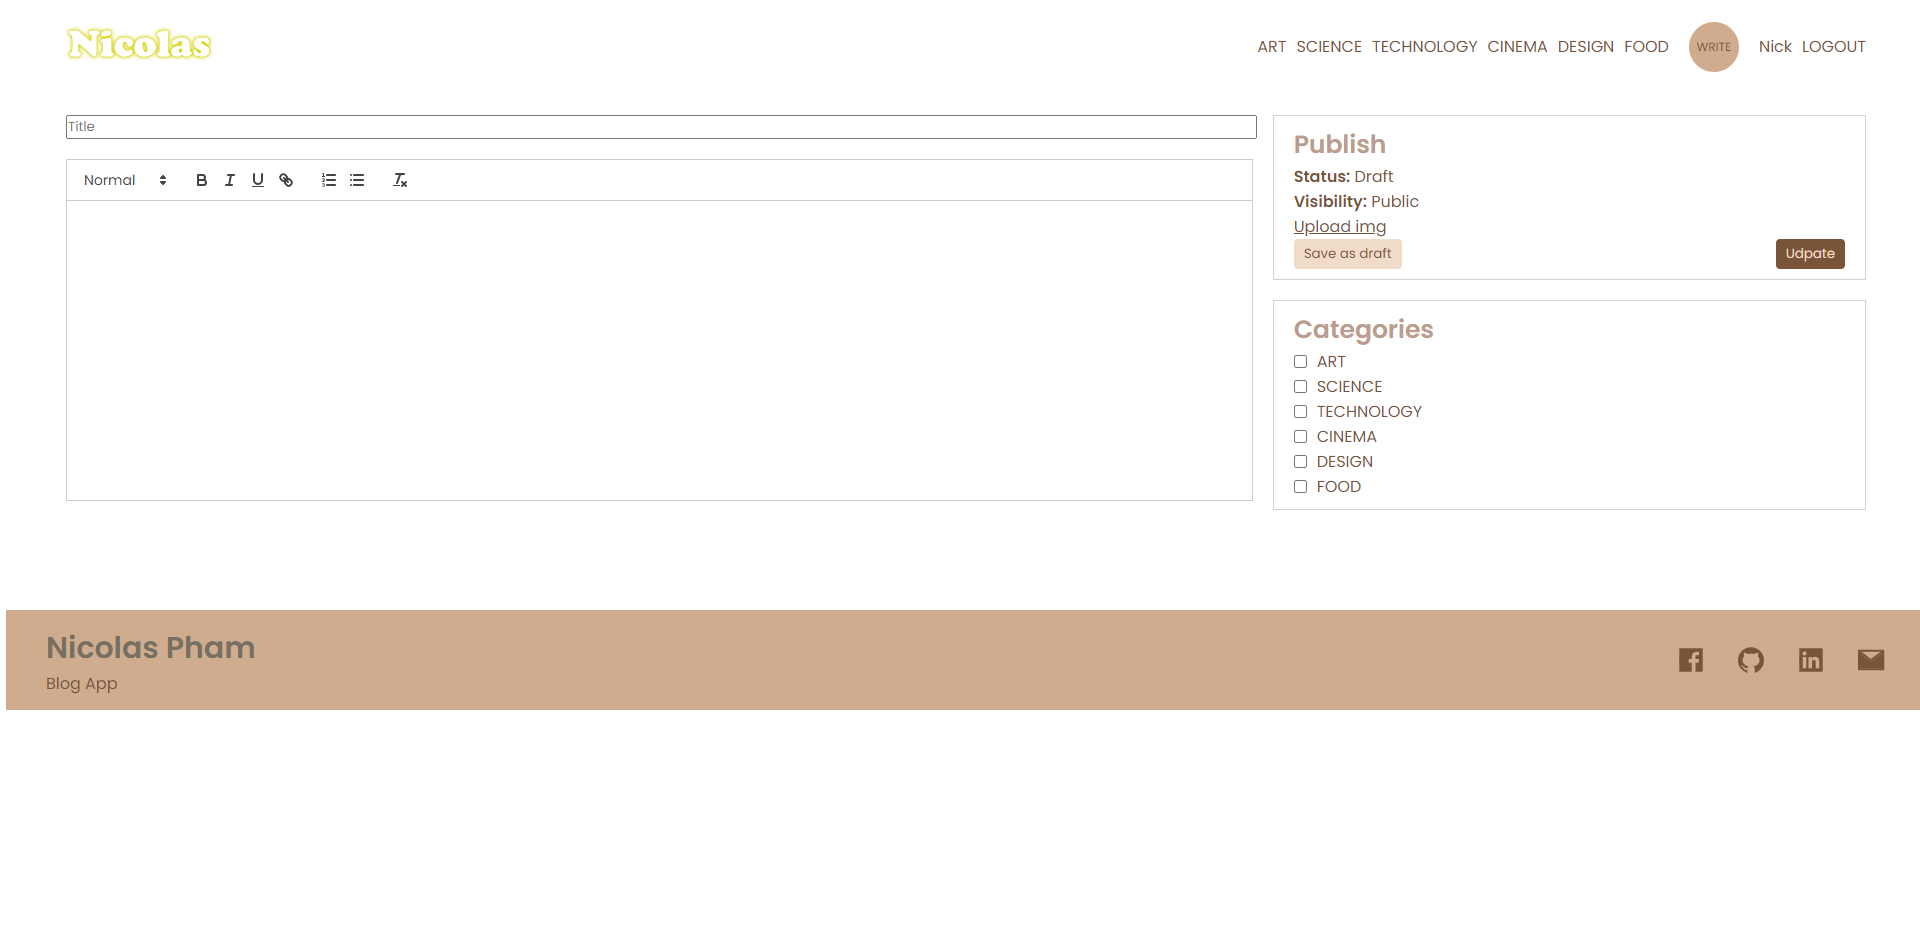 Nicolas
ART SCIENCE TECHNOLOGY CINEMA DESIGN FOOD WRITE Nick LOGOUT
Title
Normal
Publish
Status: Draft
Visibility: Public
Upload img
Save as draft
Udpate
Categories
ART
SCIENCE
TECHNOLOGY
CINEMA
DESIGN
FOOD
Nicolas Pham
Blog App